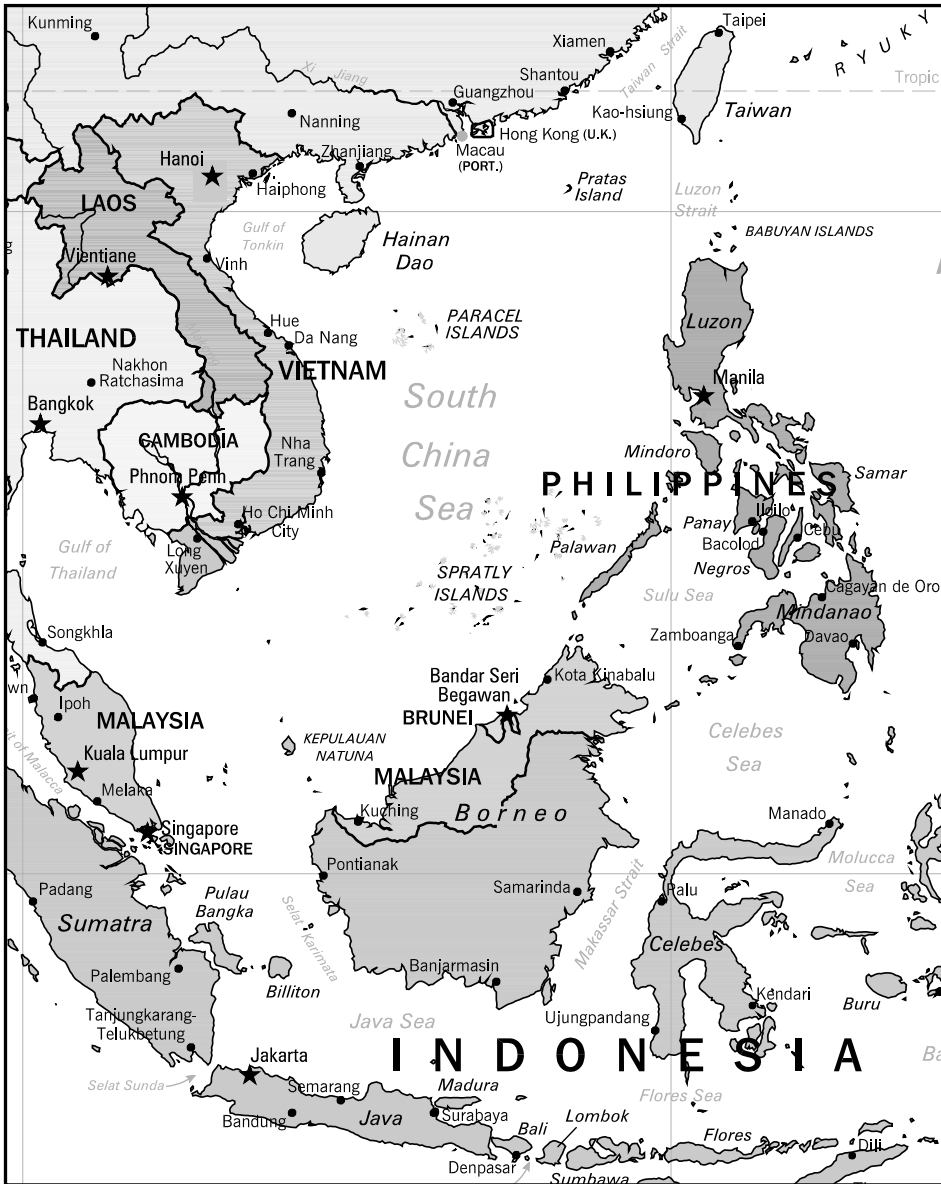 Kunming
Taipei
Xiamen
Taiwan Strait
RYUKY
Xi Jiang
Shantou
Tropic
Guangzhou
Kao-hsiung
Taiwan
Nanning
Hong Kong (U.K.)
Macau
(PORT.)
Zhanjiang
Hanoi
Haiphong
Pratas
Island
Luzon
Strait
LAOS
Gulf of
Tonkin
Hainan
Dao
BABUYAN ISLANDS
Vientiane
Vinh
PARACEL
ISLANDS
Luzon
Hue
Da Nang
THAILAND
VIETNAM
Nakhon
Ratchasima
Manila
South
China
Sea
Bangkok
CAMBODIA
Nha
Trang
Mindoro
Samar
PHILIPPINES
Phnom Penh
Ho Chi Minh
City
Panay
Iloilo
Cebu
Bacolod
Long
Xuyen
Palawan
Negros
Gulf of
Thailand
SPRATLY
ISLANDS
Sulu Sea
Cagayan de Oro
Mindanao
Zamboanga
Davao
Songkhla
Bandar Seri
Begawan
Kota Kinabalu
wn
Ipoh
MALAYSIA
BRUNEI
Celebes
Sea
KEPULAUAN
NATUNA
it of Malacca
Kuala Lumpur
MALAYSIA
Melaka
Kuching
Borneo
Manado
Singapore
SINGAPORE
Pontianak
Molucca
Sea
Padang
Pulau
Bangka
Samarinda
Makassar Strait
Palu
Sumatra
Selat Karimata
Celebes
Palembang
Billiton
Banjarmasin
Kendari
Buru
Tanjungkarang-
Telukbetung
Java Sea
Ujungpandang
INDONESIA
Ba
Jakarta
Selat Sunda
Semarang
Madura
Flores Sea
Bandung
Java
Surabaya
Bali
Lombok
Flores
Dili
Denpasar
Sumbawa